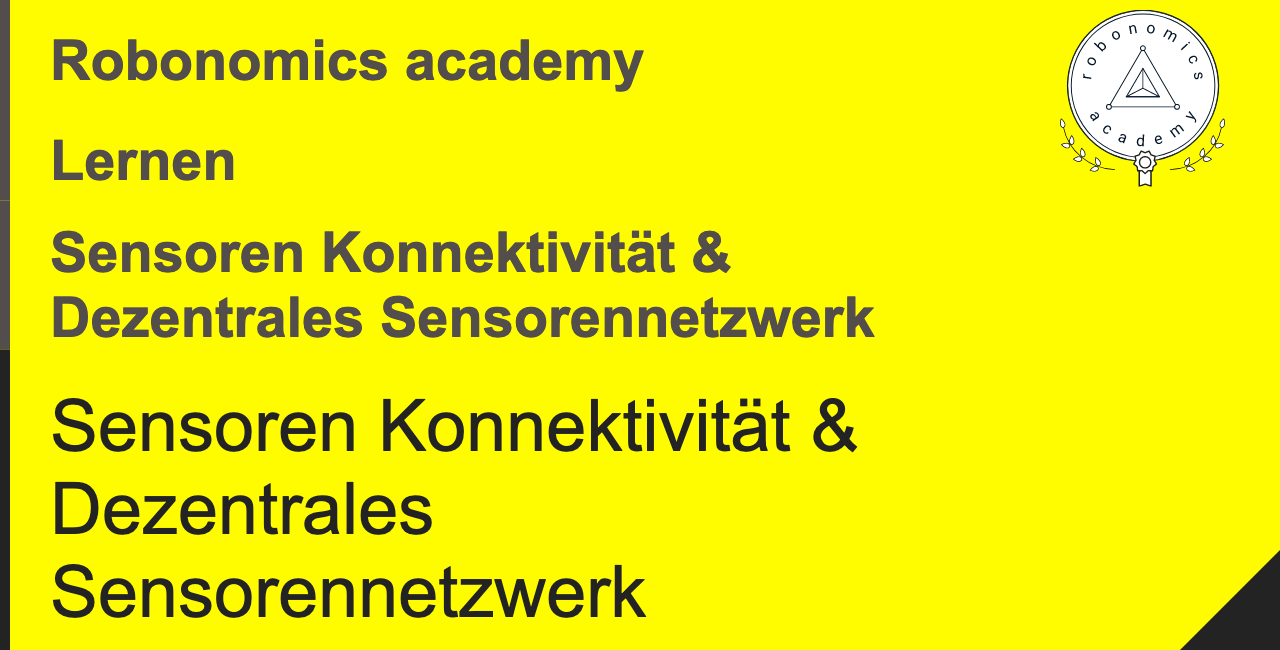 Robonomics academy
robonomics
academy
Lernen
Sensoren Konnektivität &
Dezentrales Sensorennetzwerk
Sensoren Konnektivität &
Dezentrales
Sensorennetzwerk